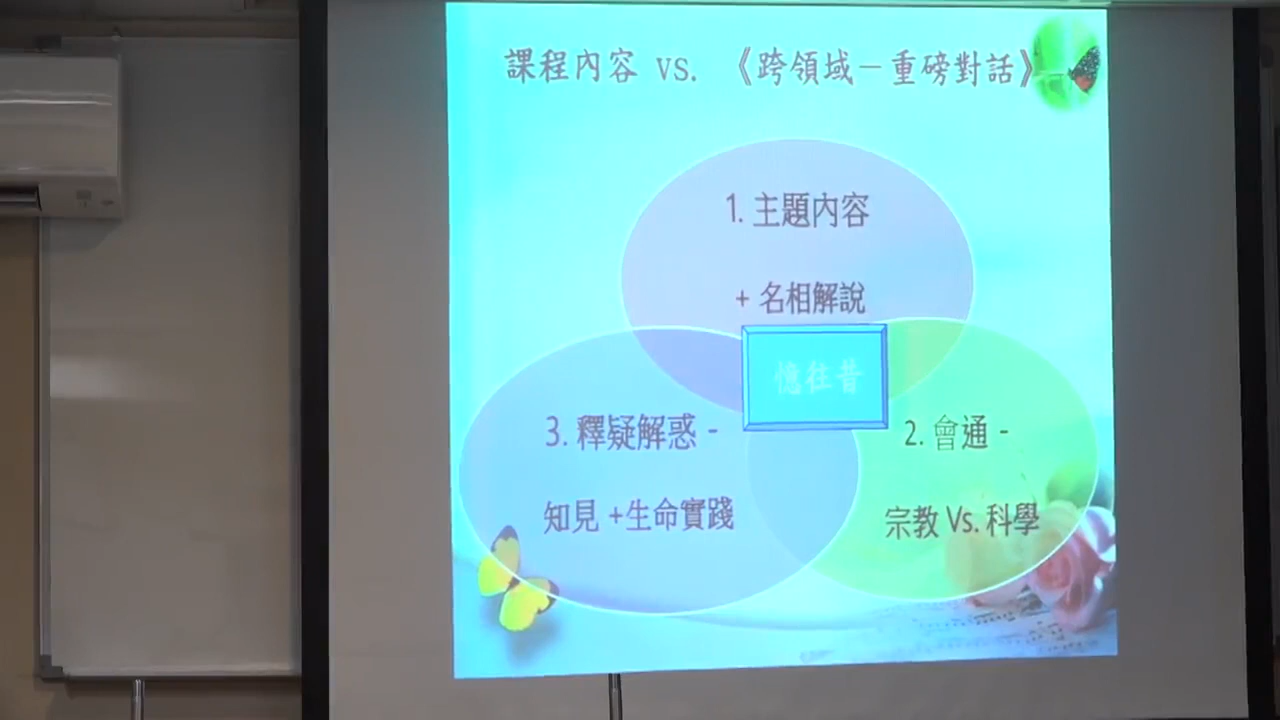 課程內容 vs. 《跨領域－重磅對話》
1. 主題內容
+ 名相解說
憶往昔
3. 釋疑解惑 -
知見 +生命實踐
2. 會通 -
宗教 Vs. 科學